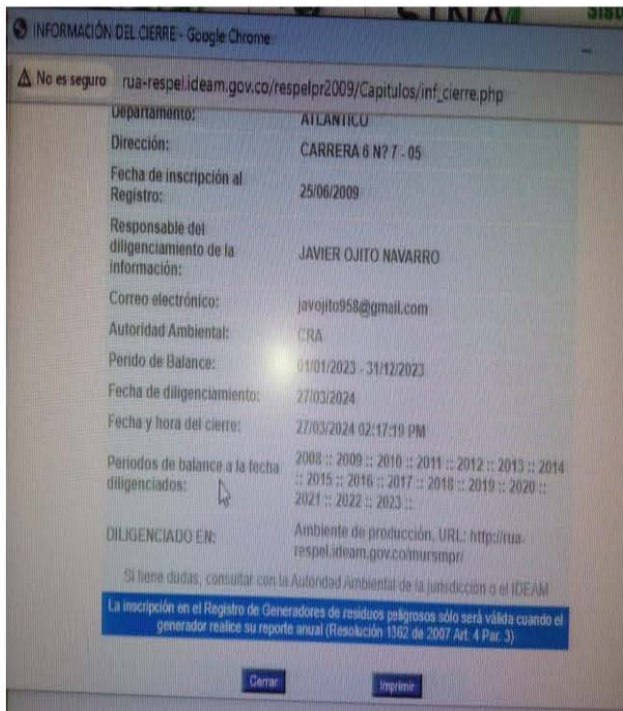 INFORMACIÓN DEL CIERRE - Google Chrome
No es seguro rua-respel.ideam.gov.co/respelpr2009/Capitulos/inf_cierre.php
Departamento: ATLANTICO
Dirección: CARRERA 6 N? 7 - 05
Fecha de inscripción al
Registro: 25/06/2009
Responsable del
diligenciamiento de la
información: JAVIER OJITO NAVARRO
Correo electrónico: javojito958@gmail.com
Autoridad Ambiental: CRA
Perido de Balance: 01/01/2023 - 31/12/2023
Fecha de diligenciamiento: 27/03/2024
Fecha y hora del cierre: 27/03/2024 02:17:19 PM
Periodos de balance a la fecha
diligenciados:
2008 :: 2009 :: 2010 :: 2011 :: 2012 :: 2013 :: 2014
:: 2015 :: 2016 :: 2017 :: 2018 :: 2019 :: 2020 ::
2021 :: 2022 :: 2023 ::
DILIGENCIADO EN:
Ambiente de producción, URL: http://rua-
respel.ideam.gov.co/mursmpr/
Si tiene dudas, consultar con la Autoridad Ambiental de la jurisdicción o el IDEAM
La inscripción en el Registro de Generadores de residuos peligrosos sólo será válida cuando el
generador realice su reporte anual (Resolución 1362 de 2007 Art. 4 Par. 3)
Cerrar
Imprimir